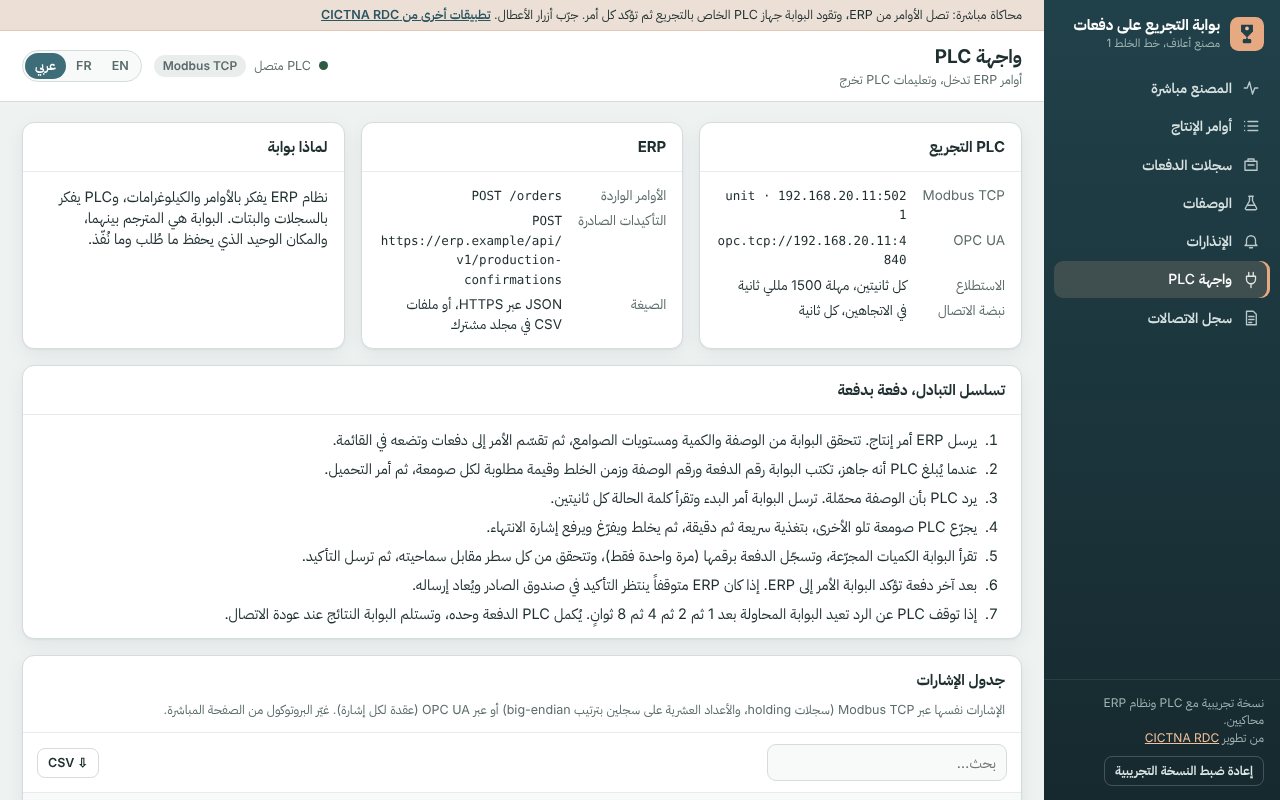 محاكاة مباشرة: تصل الأوامر من ERP، وتقود البوابة جهاز PLC الخاص بالتجريع ثم تؤكد كل أمر. جرّب أزرار الأعطال. تطبيقات أخرى من CICTNA RDC
بوابة التجريع على دفعات
مصنع أعلاف، خط الخلط 1
المصنع مباشرة
أوامر الإنتاج
سجلات الدفعات
الوصفات
الإنذارات
واجهة PLC
سجل الاتصالات
نسخة تجريبية مع PLC ونظام ERP
محاكيين.
من تطوير CICTNA RDC
إعادة ضبط النسخة التجريبية
واجهة PLC
أوامر ERP تدخل، وتعليمات PLC تخرج
PLC متصل
Modbus TCP
EN
FR
عربي
PLC التجريع
Modbus TCP
unit · 192.168.20.11:502
1
OPC UA
opc.tcp://192.168.20.11:4
840
الاستطلاع
كل ثانيتين، مهلة 1500 مللي ثانية
نبضة الاتصال
في الاتجاهين، كل ثانية
ERP
الأوامر الواردة
POST /orders
التأكيدات الصادرة
POST
https://erp.example/api/
v1/production-
confirmations
الصيغة
JSON عبر HTTPS، أو ملفات
CSV في مجلد مشترك
لماذا بوابة
نظام ERP يفكر بالأوامر والكيلوغرامات، وPLC يفكر
بالسجلات والبتات. البوابة هي المترجم بينهما،
والمكان الوحيد الذي يحفظ ما طُلب وما نُفّذ.
تسلسل التبادل، دفعة بدفعة
1. يرسل ERP أمر إنتاج. تتحقق البوابة من الوصفة والكمية ومستويات الصوامع، ثم تقسّم الأمر إلى دفعات وتضعه في القائمة.
2. عندما يُبلغ PLC أنه جاهز، تكتب البوابة رقم الدفعة ورقم الوصفة وزمن الخلط وقيمة مطلوبة لكل صومعة، ثم أمر التحميل.
3. يرد PLC بأن الوصفة محمّلة. ترسل البوابة أمر البدء وتقرأ كلمة الحالة كل ثانيتين.
4. يجرّع PLC صومعة تلو الأخرى، بتغذية سريعة ثم دقيقة، ثم يخلط ويفرّغ ويرفع إشارة الانتهاء.
5. تقرأ البوابة الكميات المجرّعة، وتسجّل الدفعة برقمها (مرة واحدة فقط)، وتتحقق من كل سطر مقابل سماحيته، ثم ترسل التأكيد.
6. بعد آخر دفعة تؤكد البوابة الأمر إلى ERP. إذا كان ERP متوقفاً ينتظر التأكيد في صندوق الصادر ويُعاد إرساله.
7. إذا توقف PLC عن الرد تعيد البوابة المحاولة بعد 1 ثم 2 ثم 4 ثم 8 ثوانٍ. يُكمل PLC الدفعة وحده، وتستلم البوابة النتائج عند عودة الاتصال.
جدول الإشارات
الإشارات نفسها عبر Modbus TCP (سجلات holding، والأعداد العشرية على سجلين بترتيب big-endian) أو عبر OPC UA (عقدة لكل إشارة). غيّر البروتوكول من الصفحة المباشرة.
بحث...
⇩ CSV